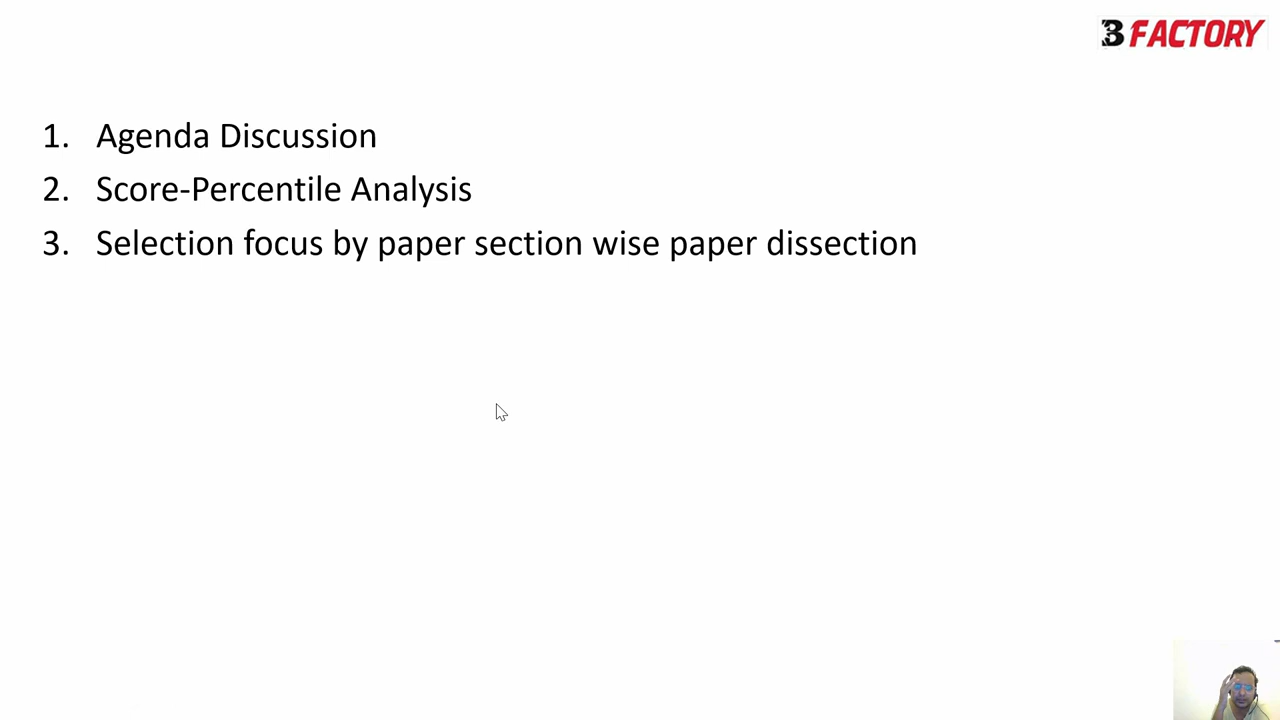 3 FACTORY
1. Agenda Discussion
2. Score-Percentile Analysis
3. Selection focus by paper section wise paper dissection